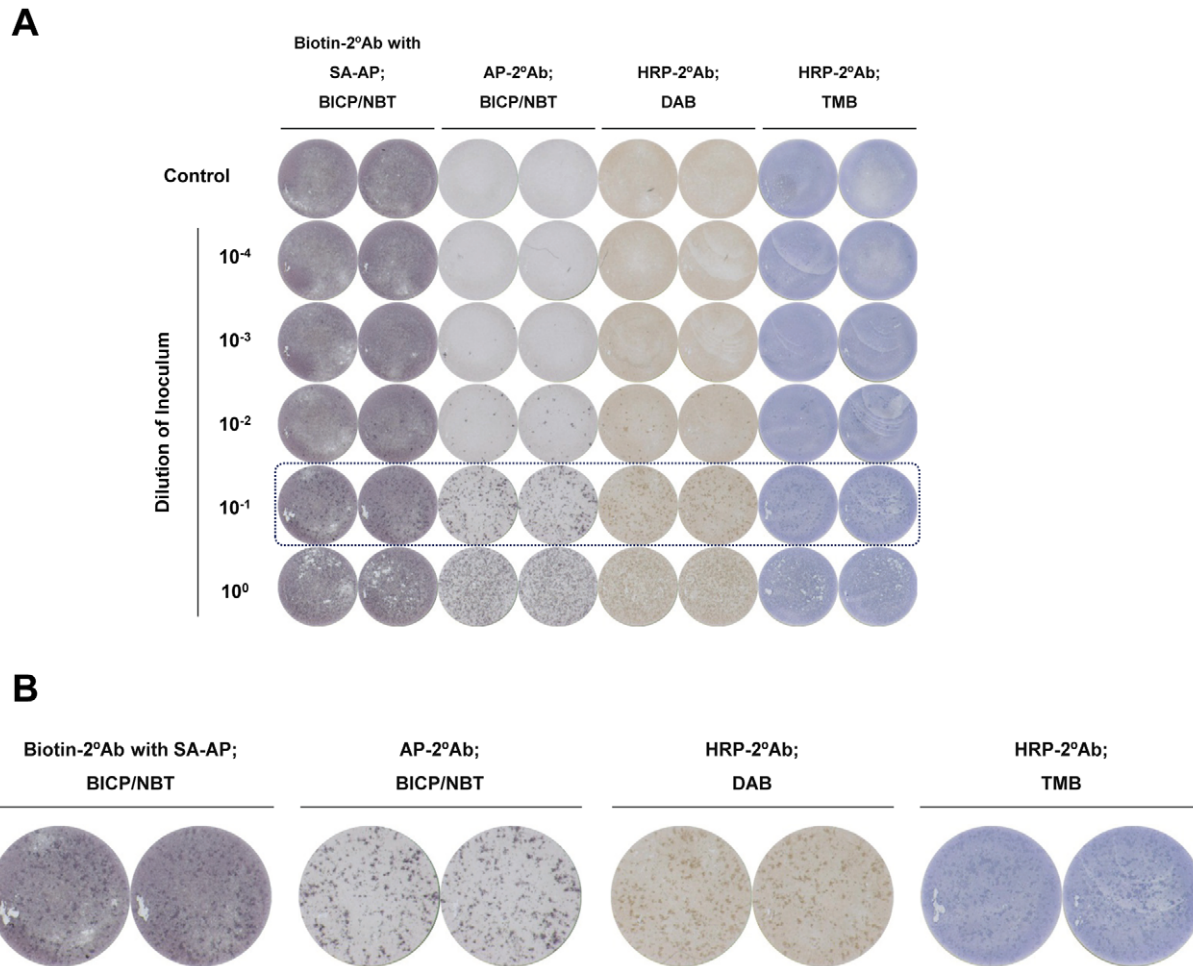 A
Biotin-2ºAb with
SA-AP;
BICP/NBT
AP-2ºAb;
BICP/NBT
HRP-2ºAb;
DAB
HRP-2ºAb;
TMB
Control
Dilution of Inoculum
10⁻⁴
10⁻³
10⁻²
10⁻¹
10⁰
B
Biotin-2ºAb with SA-AP;
BICP/NBT
AP-2ºAb;
BICP/NBT
HRP-2ºAb;
DAB
HRP-2ºAb;
TMB